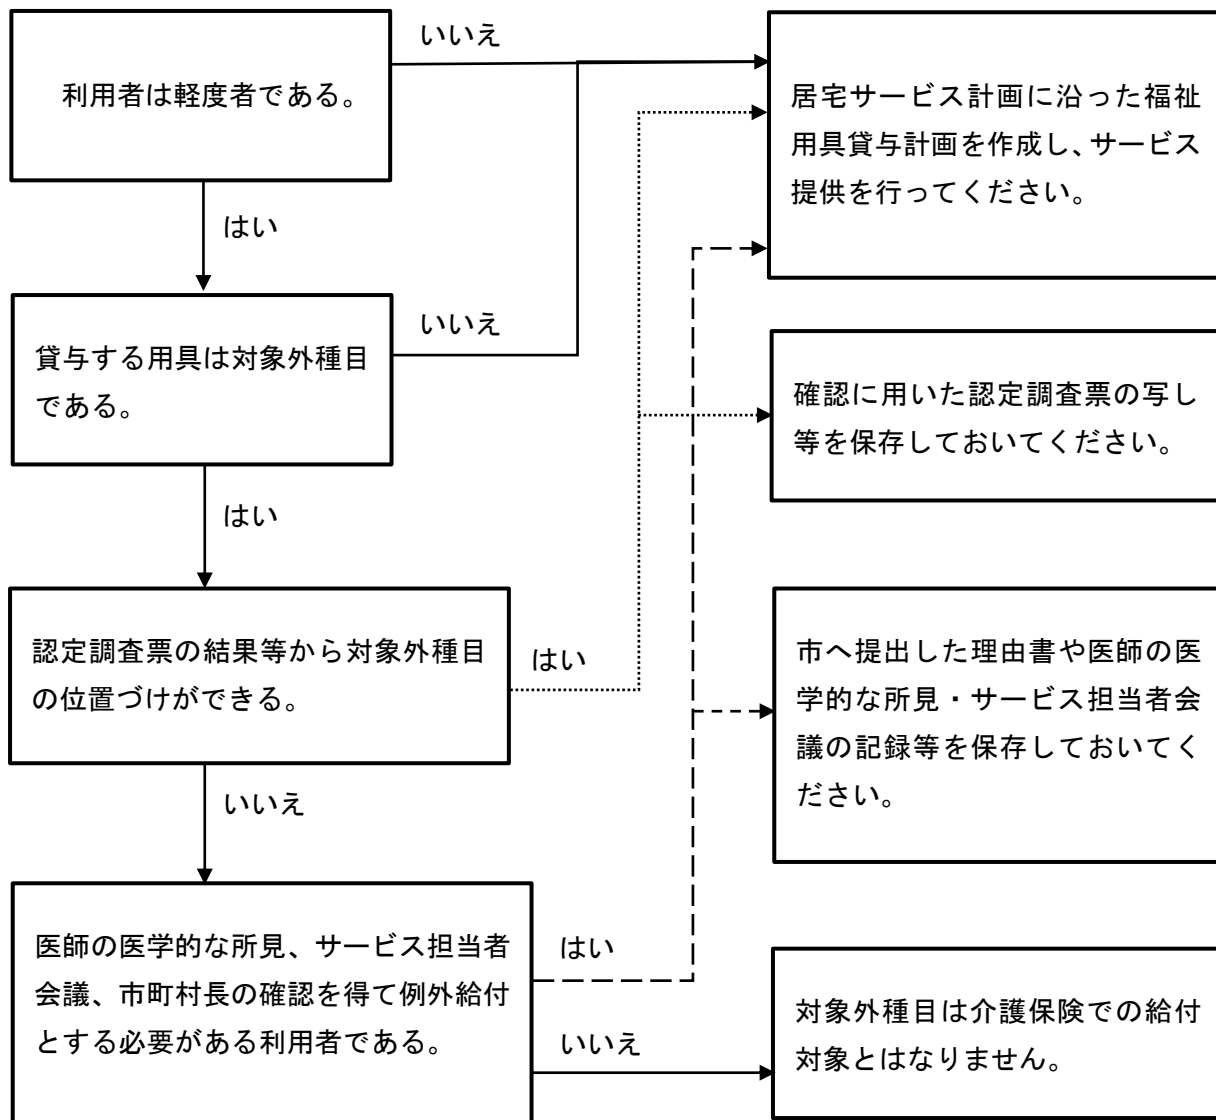 利用者は軽度者である。
いいえ
居宅サービス計画に沿った福祉
用具貸与計画を作成し、サービス
提供を行ってください。
はい
貸与する用具は対象外種目
である。
いいえ
確認に用いた認定調査票の写し
等を保存しておいてください。
はい
認定調査票の結果等から対象外種目
の位置づけができる。
はい
市へ提出した理由書や医師の医
学的な所見・サービス担当者会
議の記録等を保存しておいてく
ださい。
いいえ
医師の医学的な所見、サービス担当者
会議、市町村長の確認を得て例外給付
とする必要がある利用者である。
はい
いいえ
対象外種目は介護保険での給付
対象とはなりません。